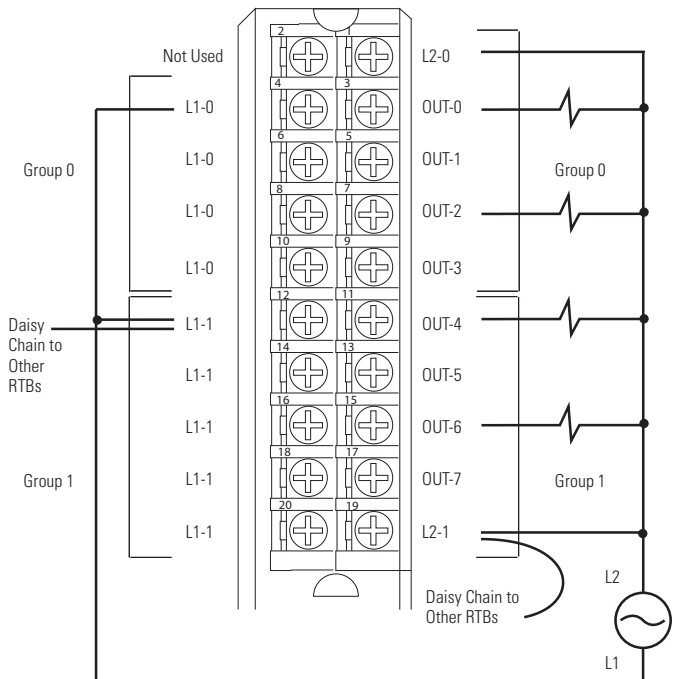 2 1
Not Used L2-0
4 3
L1-0 OUT-0
6 5
L1-0 OUT-1
Group 0 Group 0
8 7
L1-0 OUT-2
10 9
L1-0 OUT-3
12 11
L1-1 OUT-4
Daisy
Chain to
Other
RTBs
14 13
L1-1 OUT-5
16 15
L1-1 OUT-6
18 17
Group 1 L1-1 OUT-7 Group 1
20 19
L1-1 L2-1
L2
Daisy Chain to
Other RTBs
L1